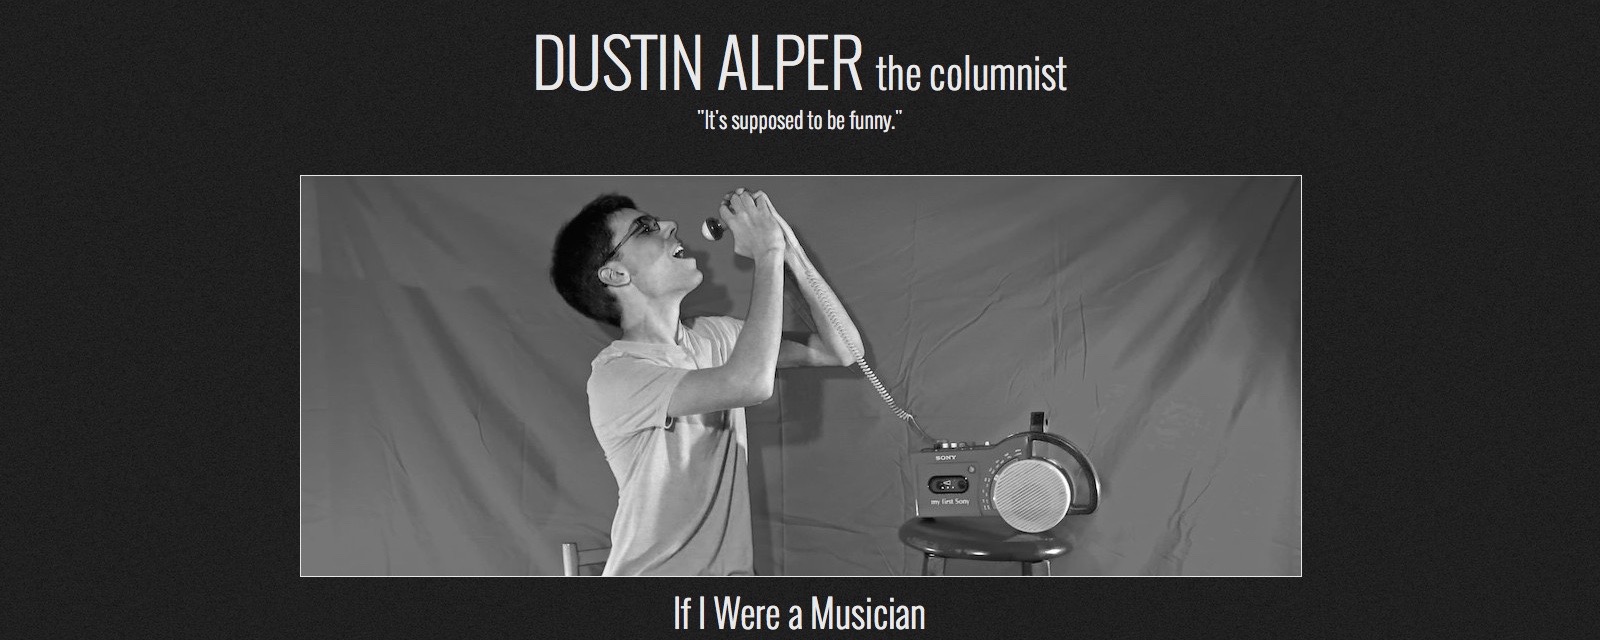 DUSTIN ALPER the columnist
"It's supposed to be funny."
SONY
my first Sony
If I Were a Musician